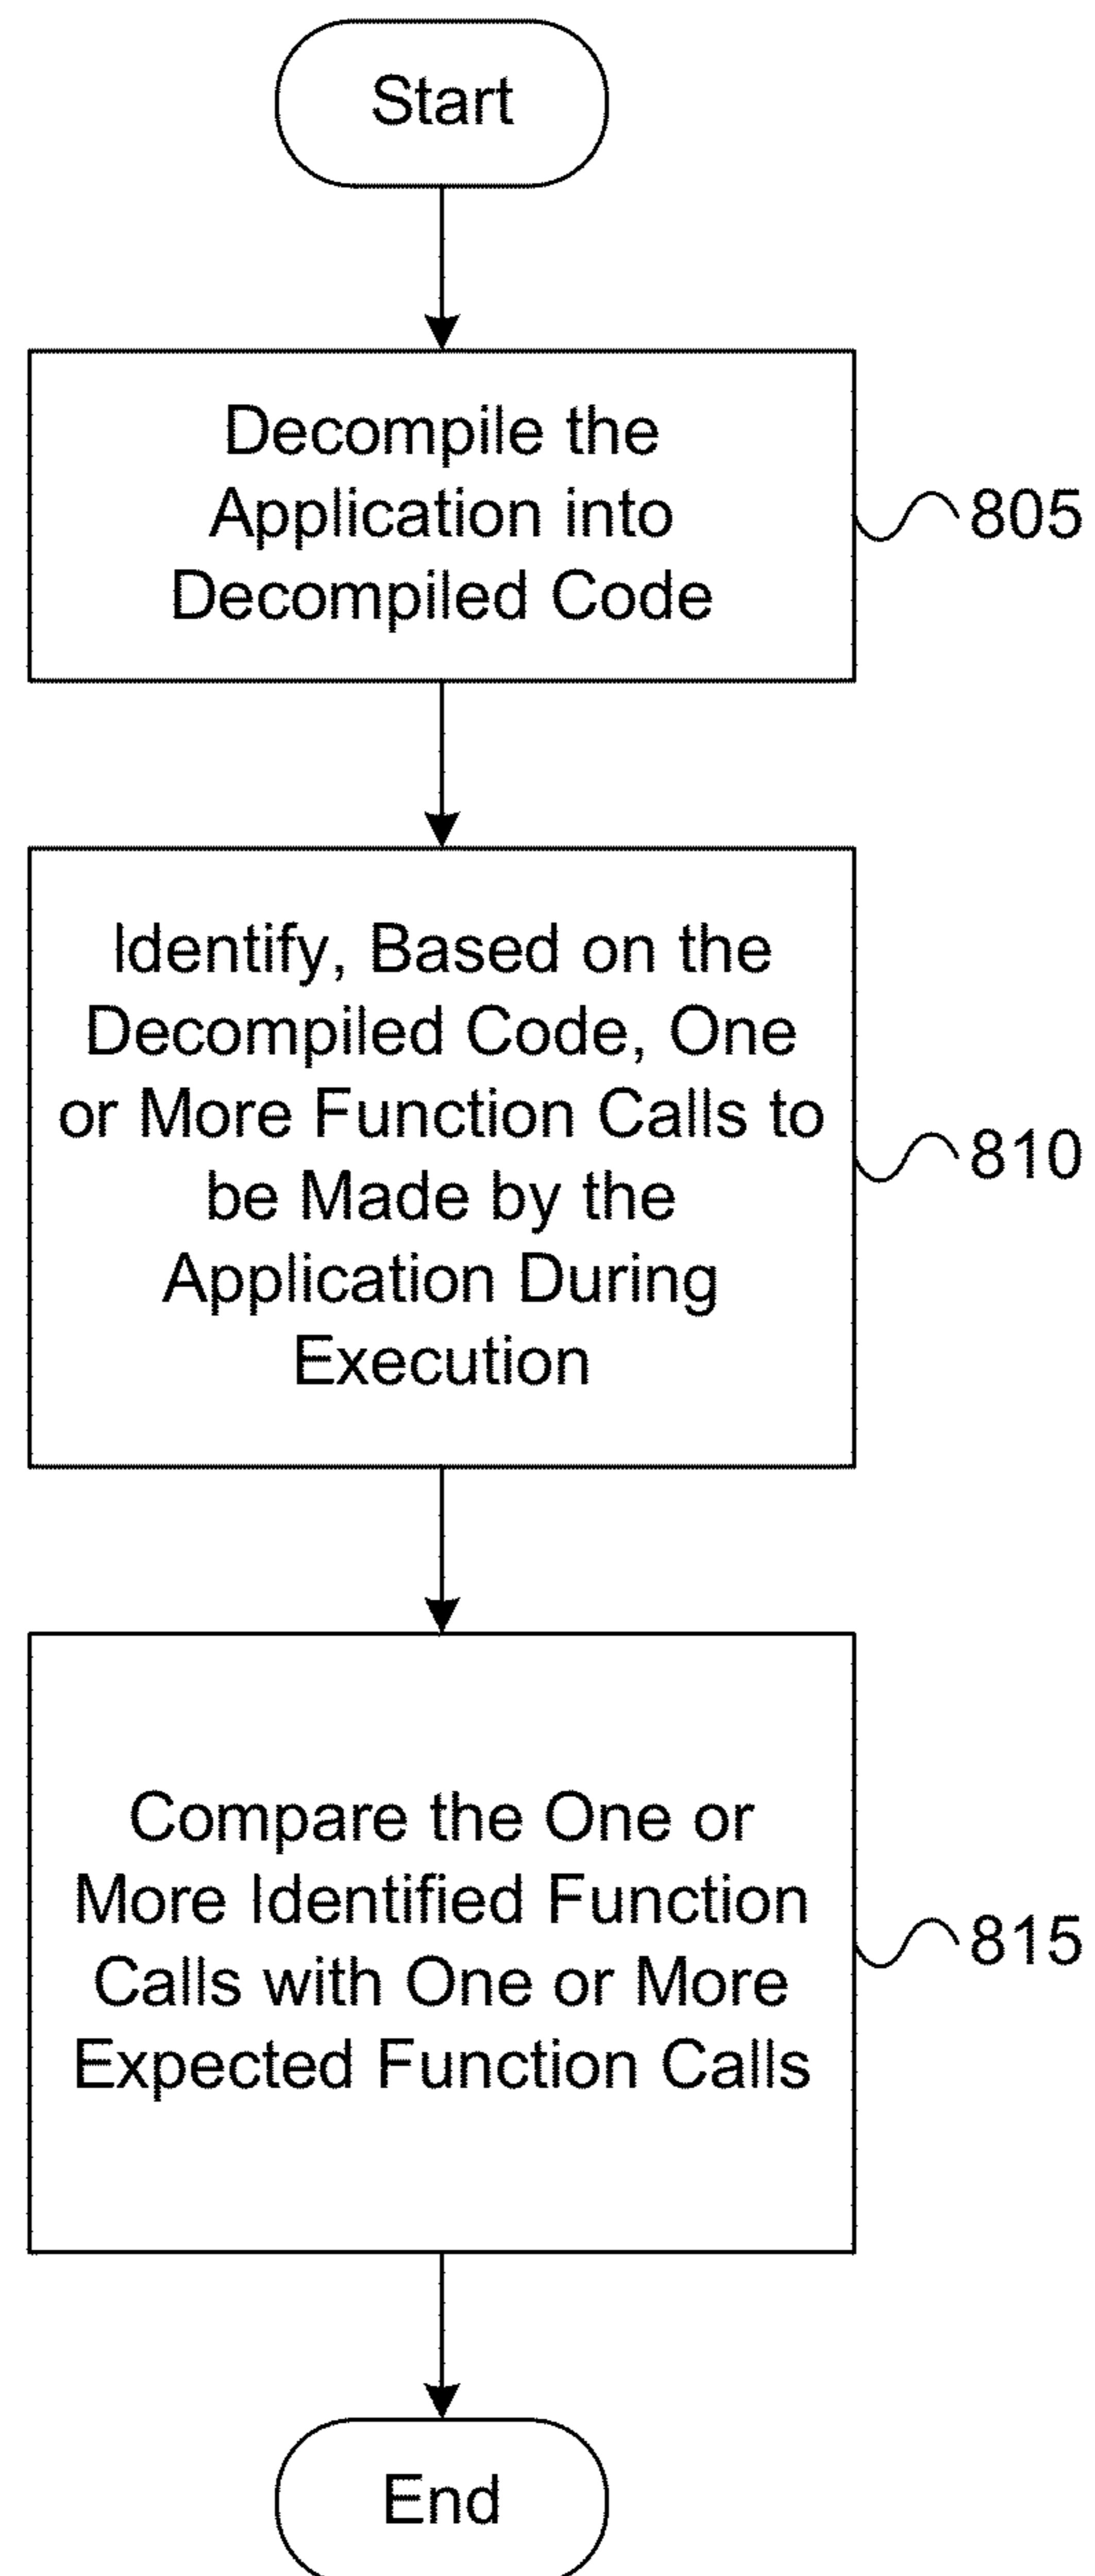 Start
Decompile the
Application into
Decompiled Code
805
Identify, Based on the
Decompiled Code, One
or More Function Calls to
be Made by the
Application During
Execution
810
Compare the One or
More Identified Function
Calls with One or More
Expected Function Calls
815
End